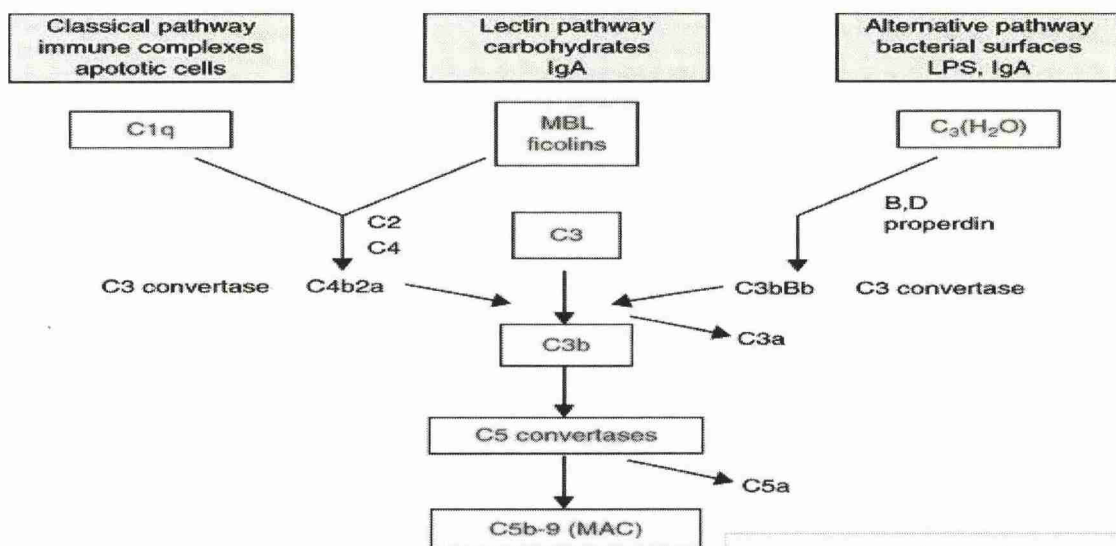 Classical pathway
immune complexes
apototic cells
Lectin pathway
carbohydrates
IgA
Alternative pathway
bacterial surfaces
LPS, IgA
C1q
MBL
ficolins
C₃(H₂O)
C2
C4
C3
B,D
properdin
C3 convertase
C4b2a
C3bBb
C3 convertase
C3a
C3b
C5 convertases
C5a
C5b-9 (MAC)